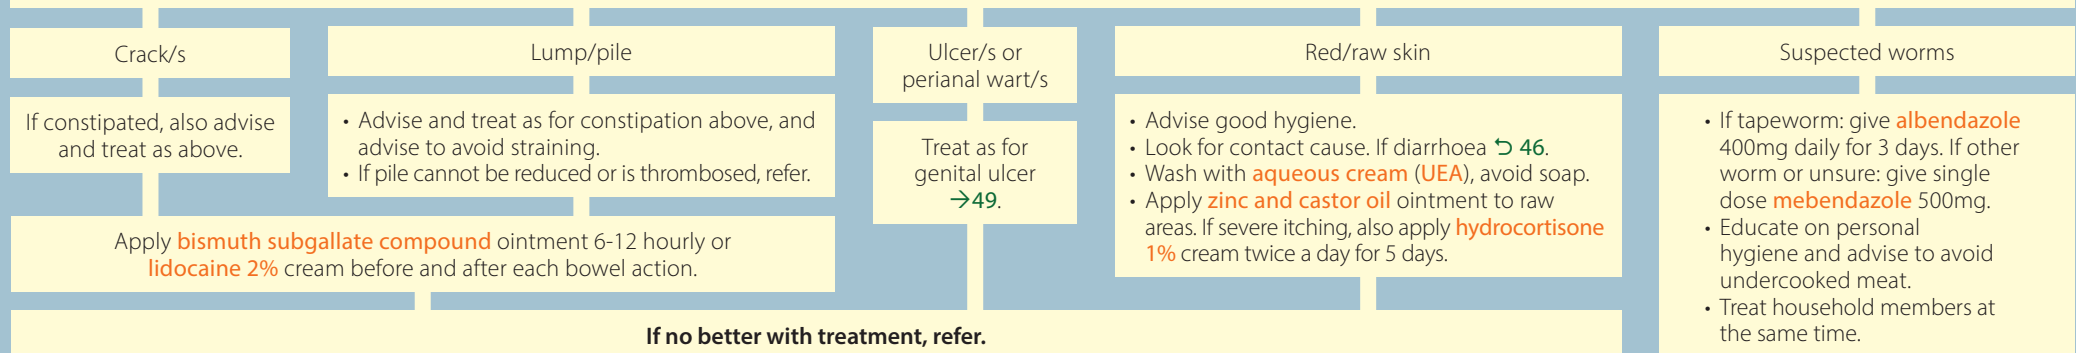 Crack/s
If constipated, also advise
and treat as above.
Lump/pile
• Advise and treat as for constipation above, and
advise to avoid straining.
• If pile cannot be reduced or is thrombosed, refer.
Apply bismuth subgallate compound ointment 6-12 hourly or
lidocaine 2% cream before and after each bowel action.
Ulcer/s or
perianal wart/s
Treat as for
genital ulcer
→49.
Red/raw skin
• Advise good hygiene.
• Look for contact cause. If diarrhoea ⮌ 46.
• Wash with aqueous cream (UEA), avoid soap.
• Apply zinc and castor oil ointment to raw
areas. If severe itching, also apply hydrocortisone
1% cream twice a day for 5 days.
If no better with treatment, refer.
Suspected worms
• If tapeworm: give albendazole
400mg daily for 3 days. If other
worm or unsure: give single
dose mebendazole 500mg.
• Educate on personal
hygiene and advise to avoid
undercooked meat.
• Treat household members at
the same time.